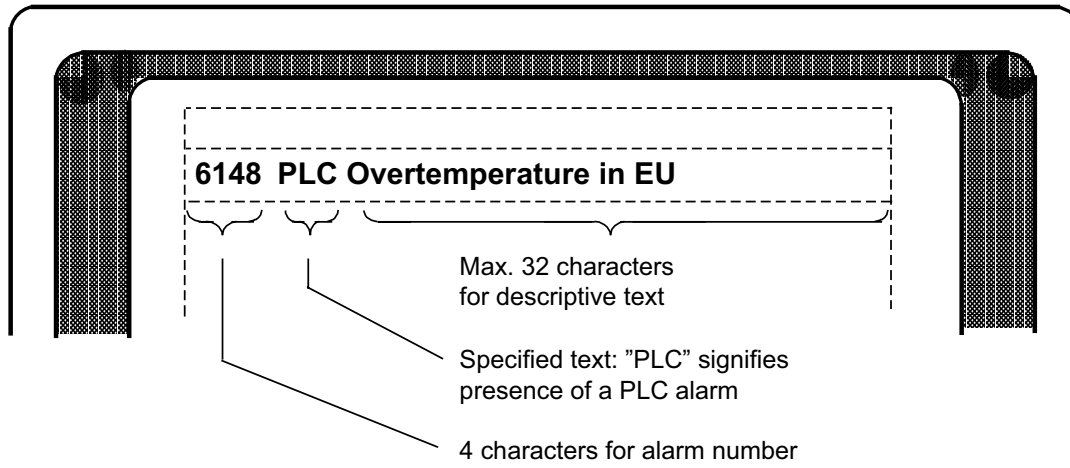 6148 PLC Overtemperature in EU
Max. 32 characters
for descriptive text
Specified text: ”PLC” signifies
presence of a PLC alarm
4 characters for alarm number